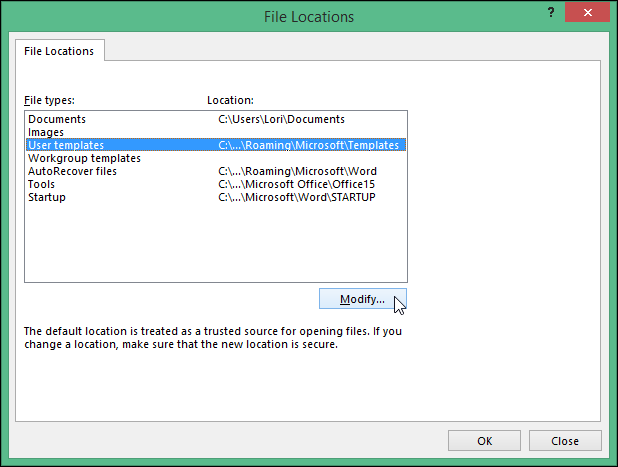 File Locations
?
File Locations
File types: Location:
Documents C:\Users\Lori\Documents
Images
User templates C:\...\Roaming\Microsoft\Templates
Workgroup templates
AutoRecover files C:\...\Roaming\Microsoft\Word
Tools C:\...\Microsoft Office\Office15
Startup C:\...\Microsoft\Word\STARTUP
Modify...
The default location is treated as a trusted source for opening files. If you
change a location, make sure that the new location is secure.
OK Close